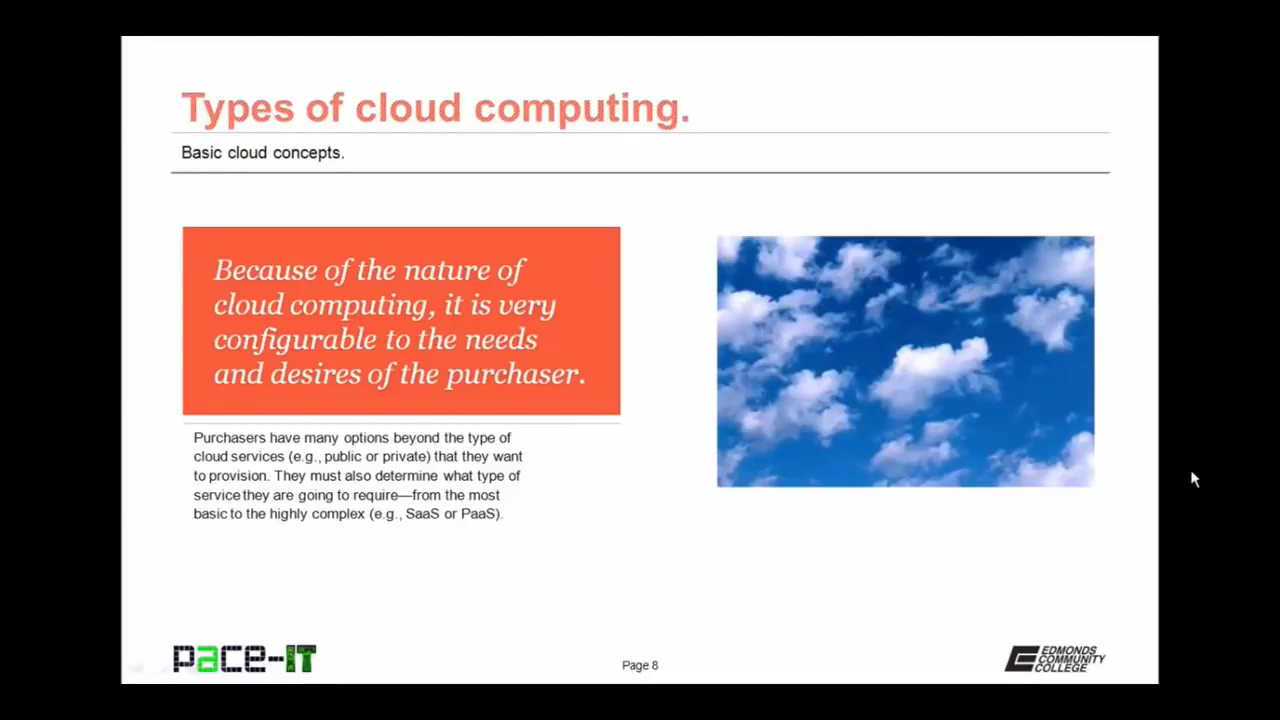 Types of cloud computing.
Basic cloud concepts.
Because of the nature of
cloud computing, it is very
configurable to the needs
and desires of the purchaser.
Purchasers have many options beyond the type of
cloud services (e.g., public or private) that they want
to provision. They must also determine what type of
service they are going to require—from the most
basic to the highly complex (e.g., SaaS or PaaS).
pace-IT
Page 8
EDMONDS
COMMUNITY
COLLEGE